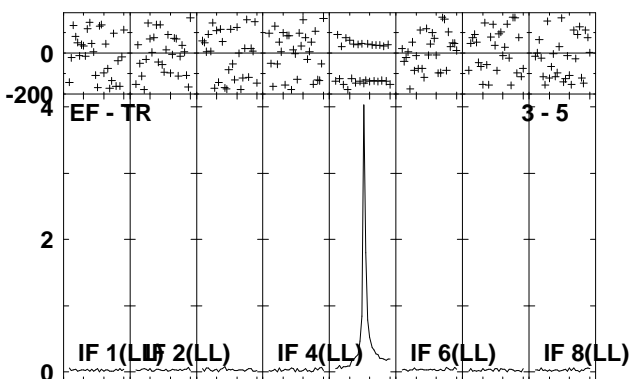 0
-200
4
EF - TR
3 - 5
2
IF 1(LL)
IF 2(LL)
IF 4(LL)
IF 6(LL)
IF 8(LL)
0